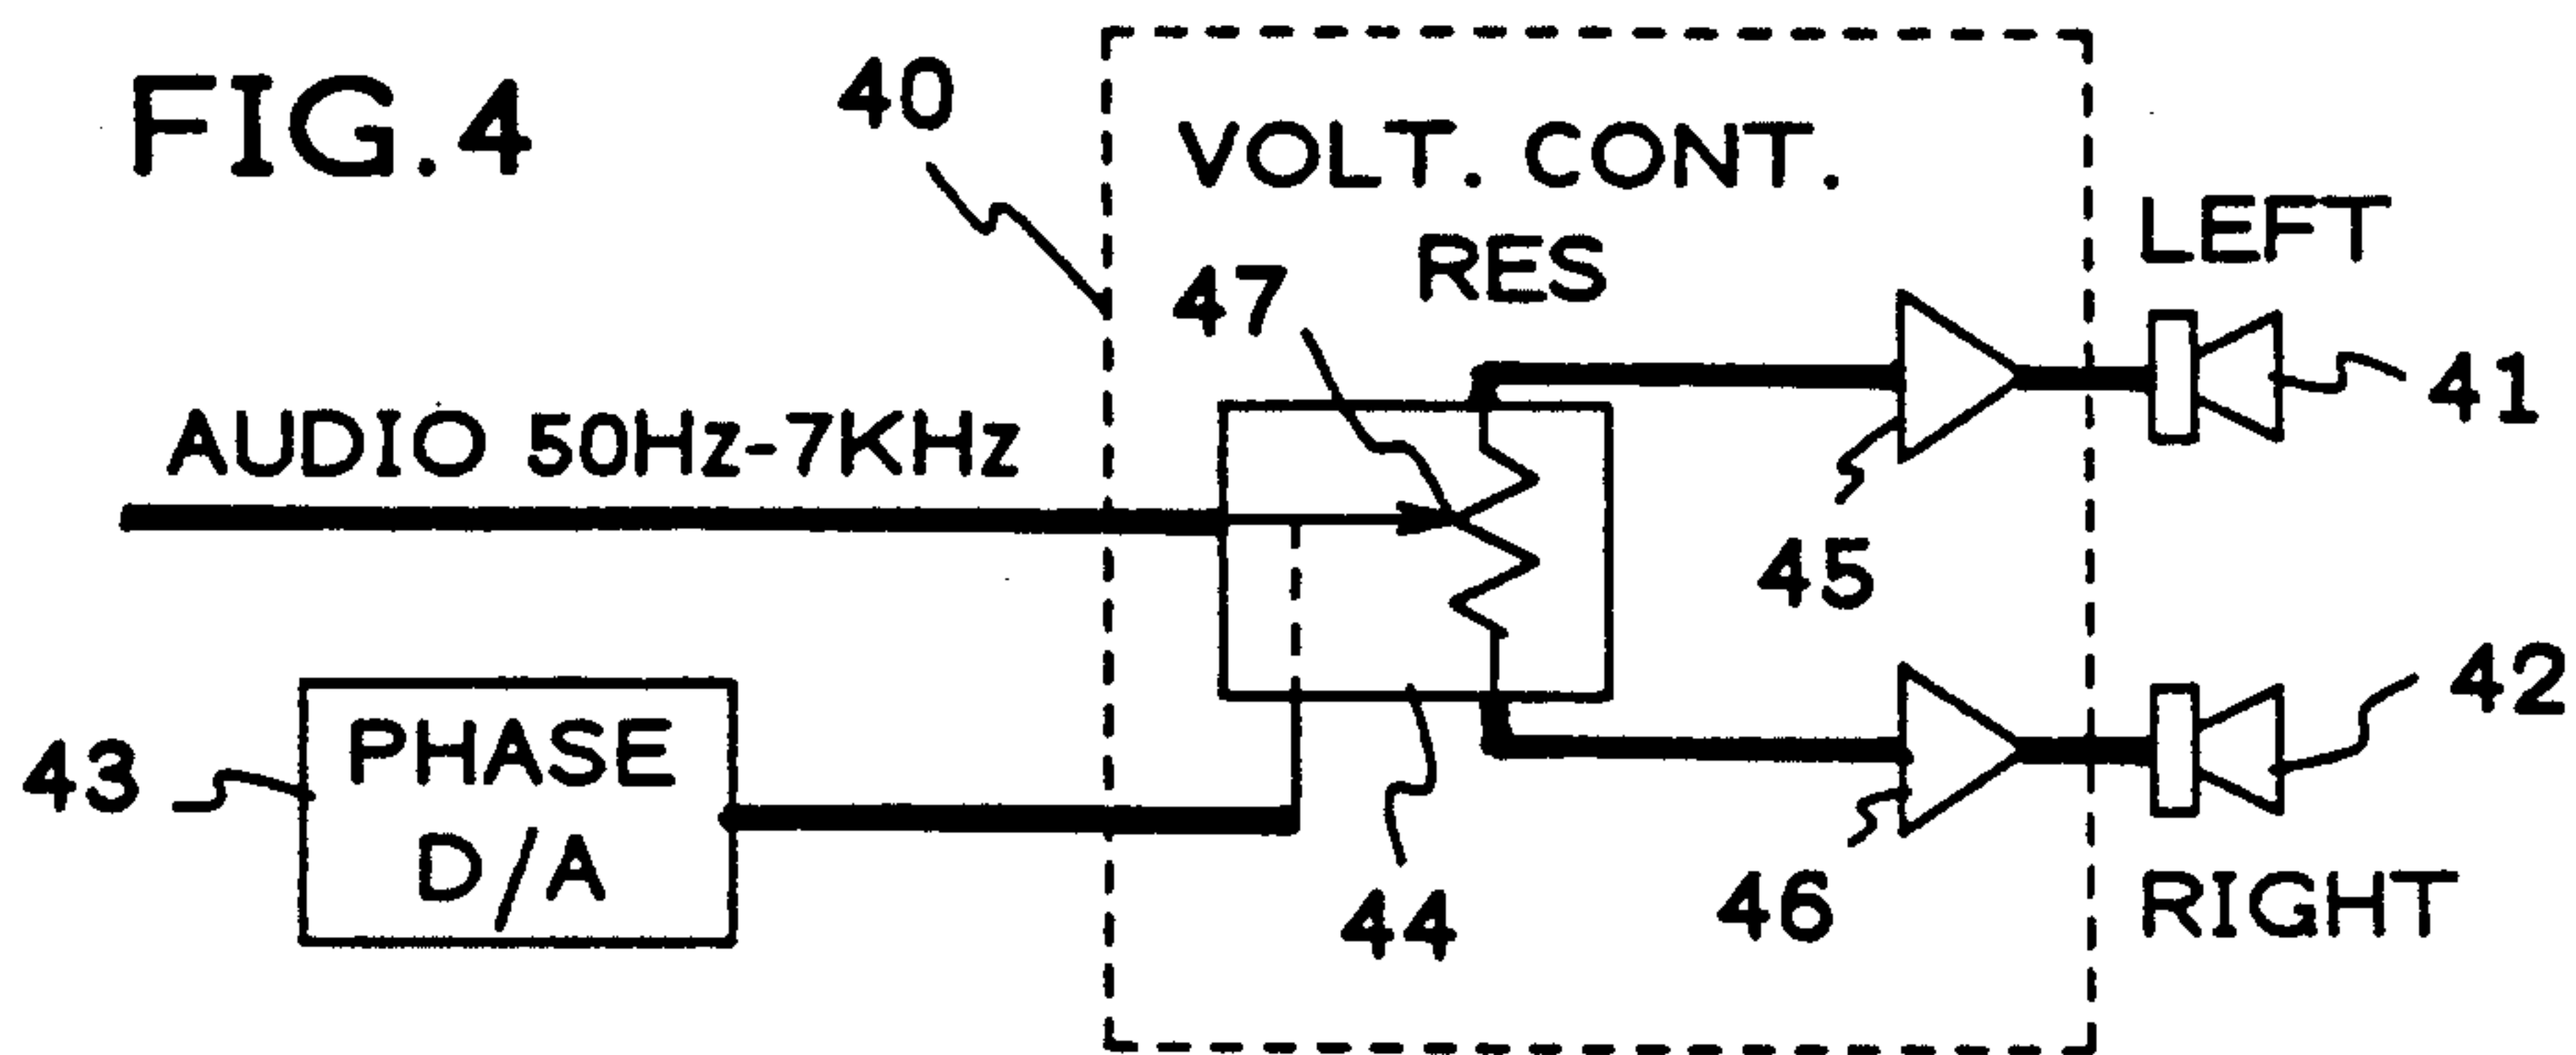 FIG.4
40
VOLT. CONT.
RES
LEFT
47
41
AUDIO 50Hz-7KHz
45
42
43
PHASE
D/A
44
46
RIGHT